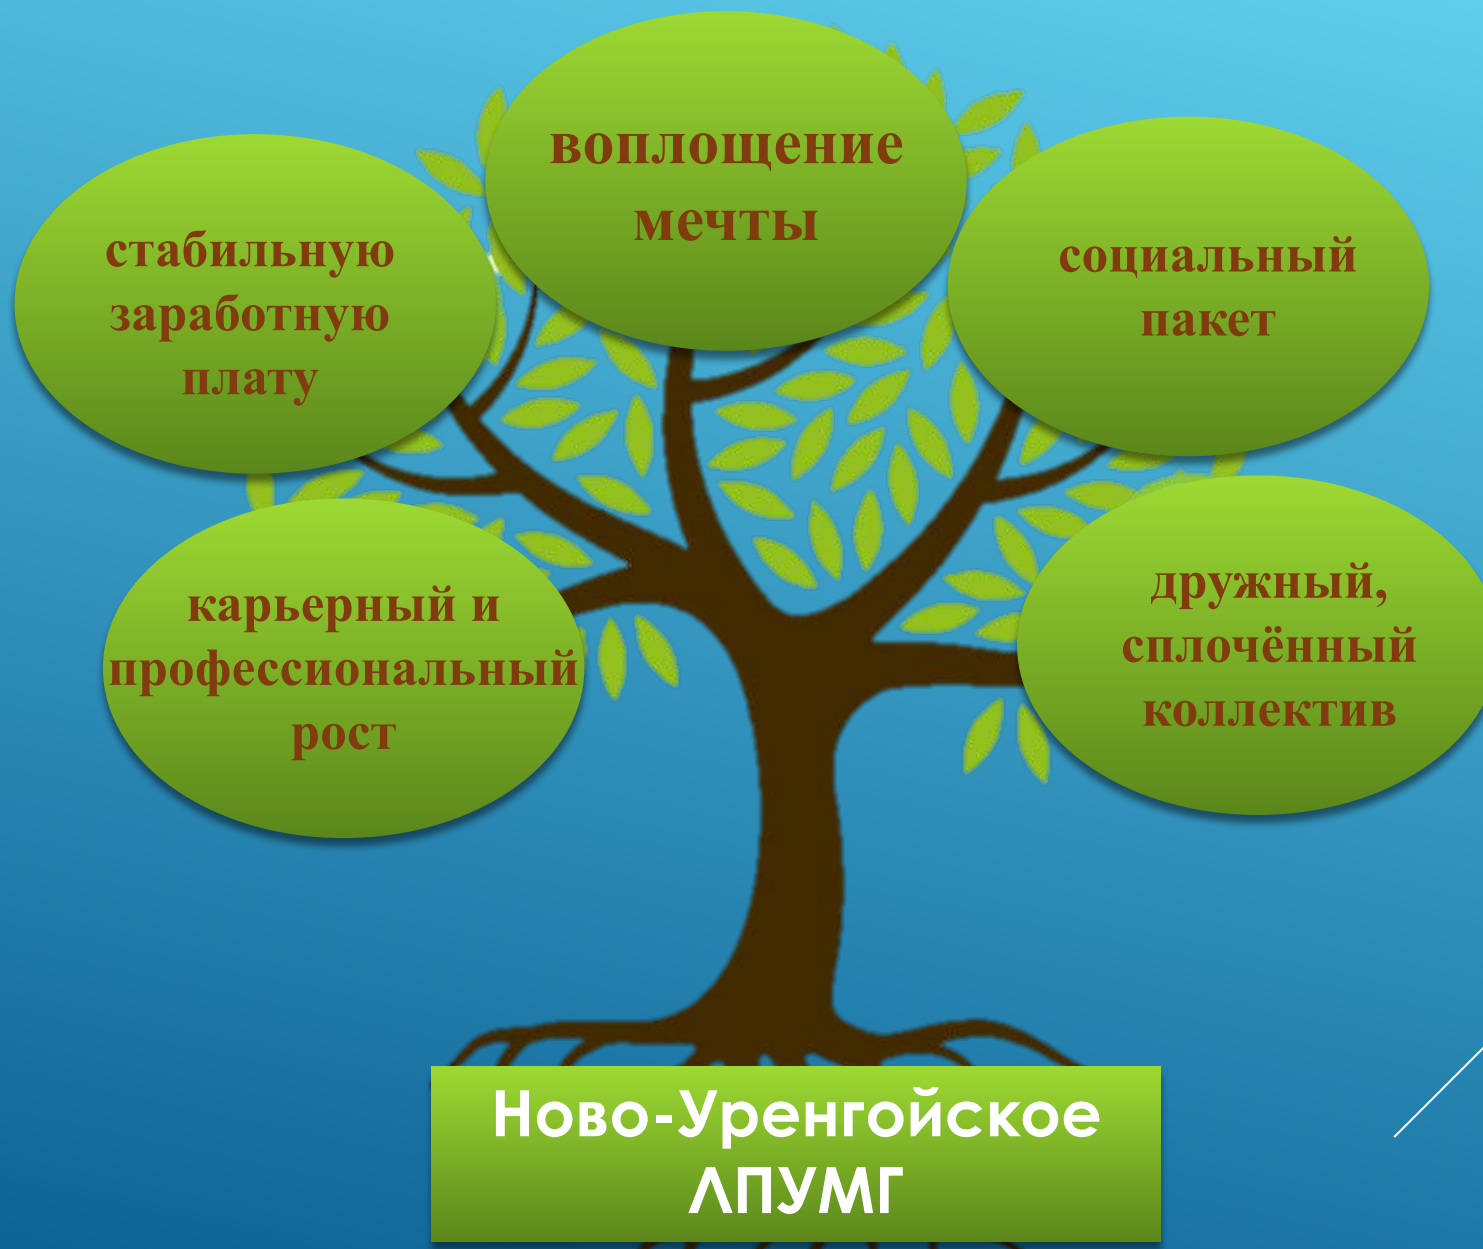 воплощение
мечты
стабильную
заработную
плату
социальный
пакет
карьерный и
профессиональный
рост
дружный,
сплочённый
коллектив
Ново-Уренгойское
ЛПУМГ